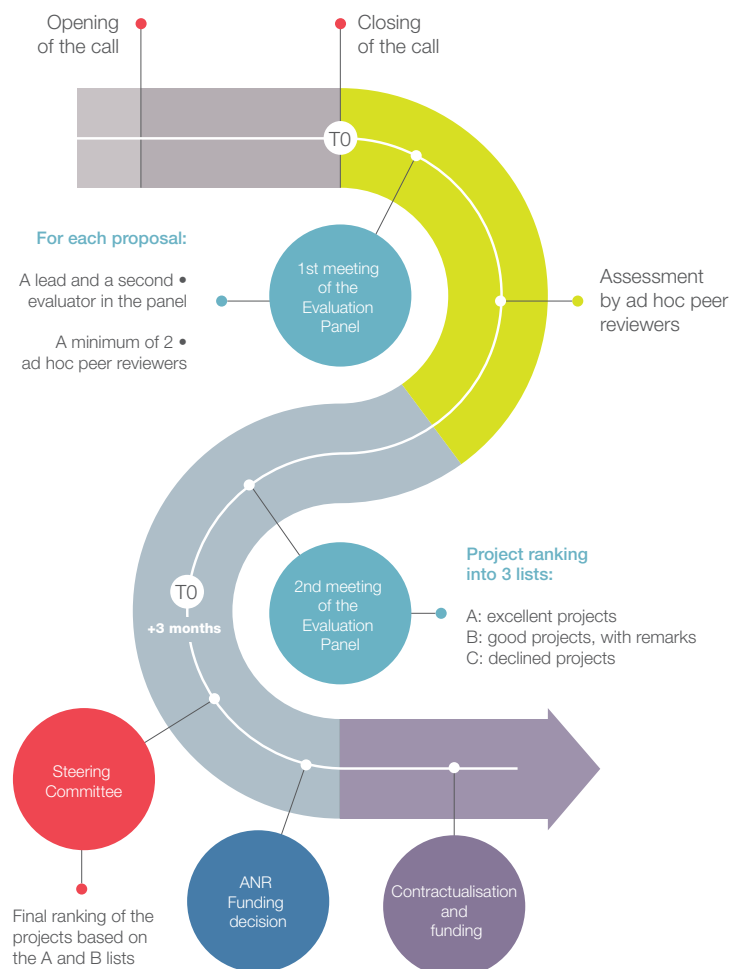 Opening
of the call
Closing
of the call
T0
For each proposal:
A lead and a second •
evaluator in the panel
A minimum of 2 •
ad hoc peer reviewers
1st meeting
of the
Evaluation
Panel
Assessment
by ad hoc peer
reviewers
2nd meeting
of the
Evaluation
Panel
Project ranking
into 3 lists:
A: excellent projects
B: good projects, with remarks
C: declined projects
T0
+3 months
Steering
Committee
Final ranking of the
projects based on
the A and B lists
ANR
Funding
decision
Contractualisation
and
funding